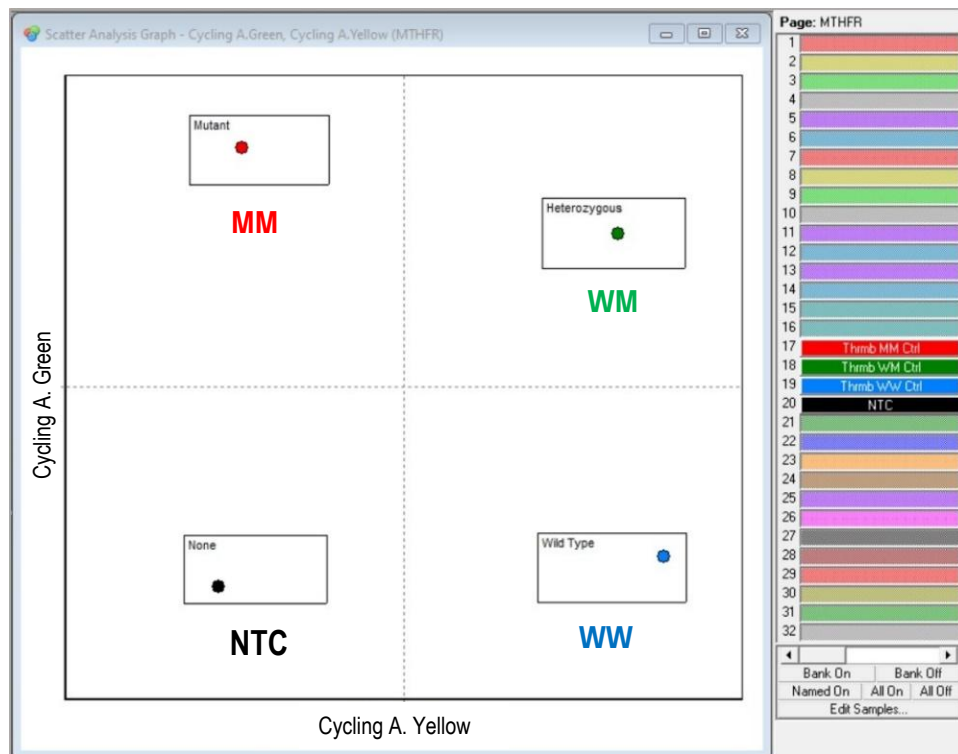 Scatter Analysis Graph - Cycling A.Green, Cycling A.Yellow (MTHFR)
Mutant
MM
Heterozygous
WM
Cycling A. Green
None
NTC
Wild Type
WW
Cycling A. Yellow
Page: MTHFR
1
2
3
4
5
6
7
8
9
10
11
12
13
14
15
16
17 Thrmb MM Ctrl
18 Thrmb WM Ctrl
19 Thrmb WW Ctrl
20 NTC
21
22
23
24
25
26
27
28
29
30
31
32
Bank On Bank Off
Named On All On All Off
Edit Samples...